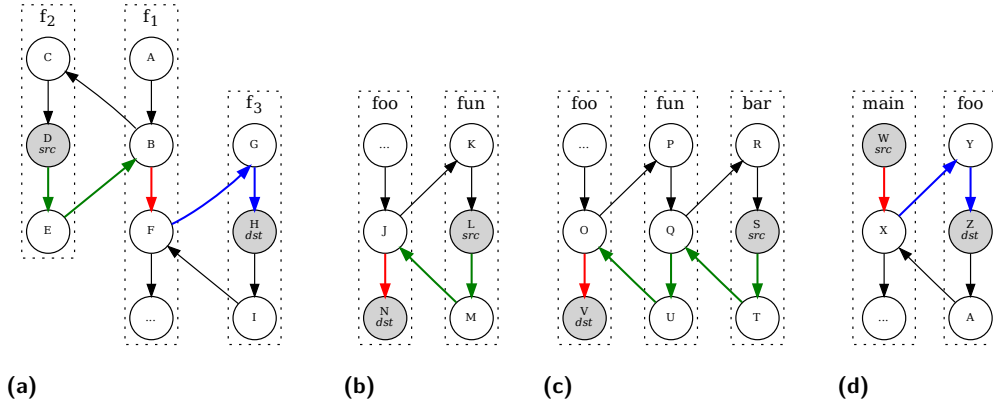 f2 f1
C A
f3
foo fun foo fun bar main foo
D
src
B G ... K ... P R W
src
Y
E F H
dst
J L
src
O Q S
src
X Z
dst
... I N
dst
M V
dst
U T ... A
(a) (b) (c) (d)